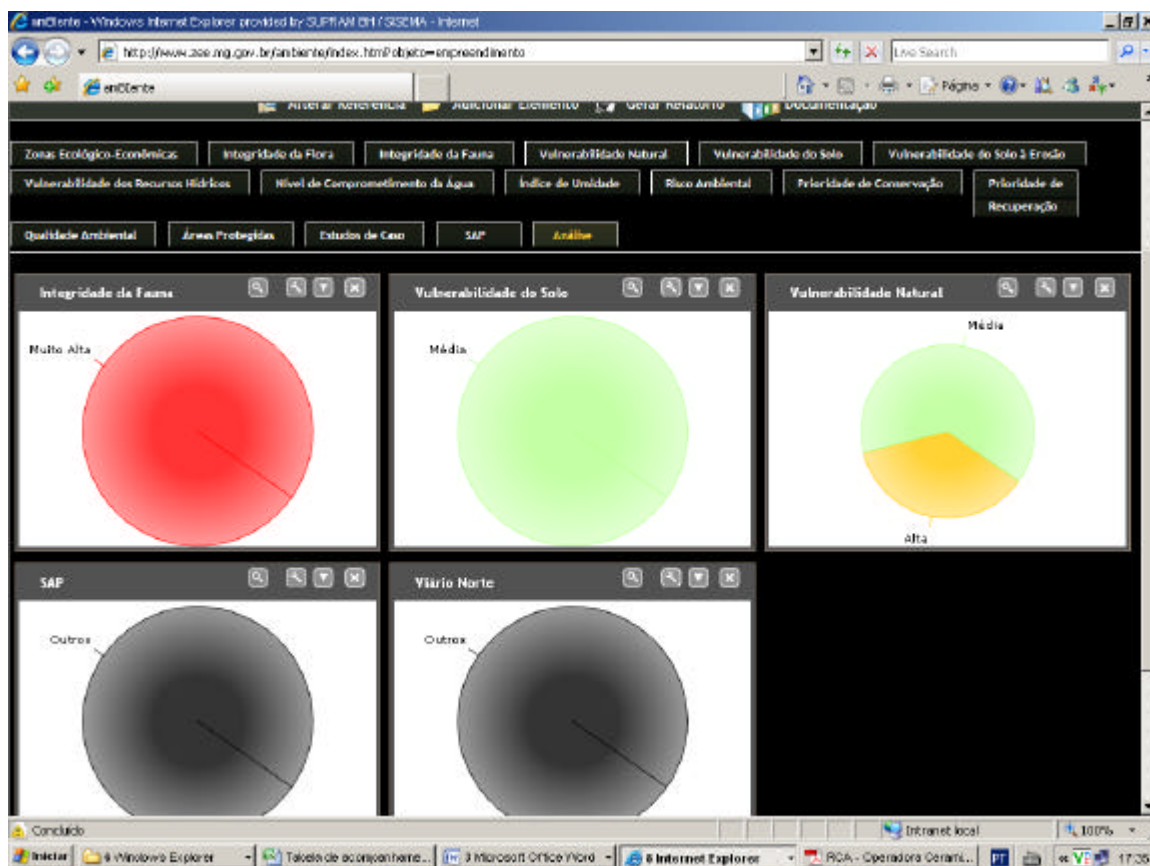 amBIente - Windows Internet Explorer provided by SUPRAM BH / SISEMA - Internet
http://www.zee.mg.gov.br/ambiente/index.htm?objeto=empreendimento
Live Search
amBIente
Página
Alterar Referência Adicionar Elemento Gerar Relatório Documentação
Zonas Ecológico-Econômicas Integridade da Flora Integridade da Fauna Vulnerabilidade Natural Vulnerabilidade do Solo Vulnerabilidade do Solo à Erosão
Vulnerabilidade dos Recursos Hídricos Nível de Comprometimento da Água Índice de Umidade Risco Ambiental Prioridade de Conservação Prioridade de
Recuperação
Qualidade Ambiental Áreas Protegidas Estudos de Caso SAP Análise
Integridade da Fauna Vulnerabilidade do Solo Vulnerabilidade Natural
Média
Muito Alta Média
Alta
SAP Viário Norte
Outros Outros
Concluído Intranet local 100%
Iniciar 6 Windows Explorer Tabela de acompanhame... 3 Microsoft Office Word 8 Internet Explorer RCA - Operadora Cerami... PT 17:35